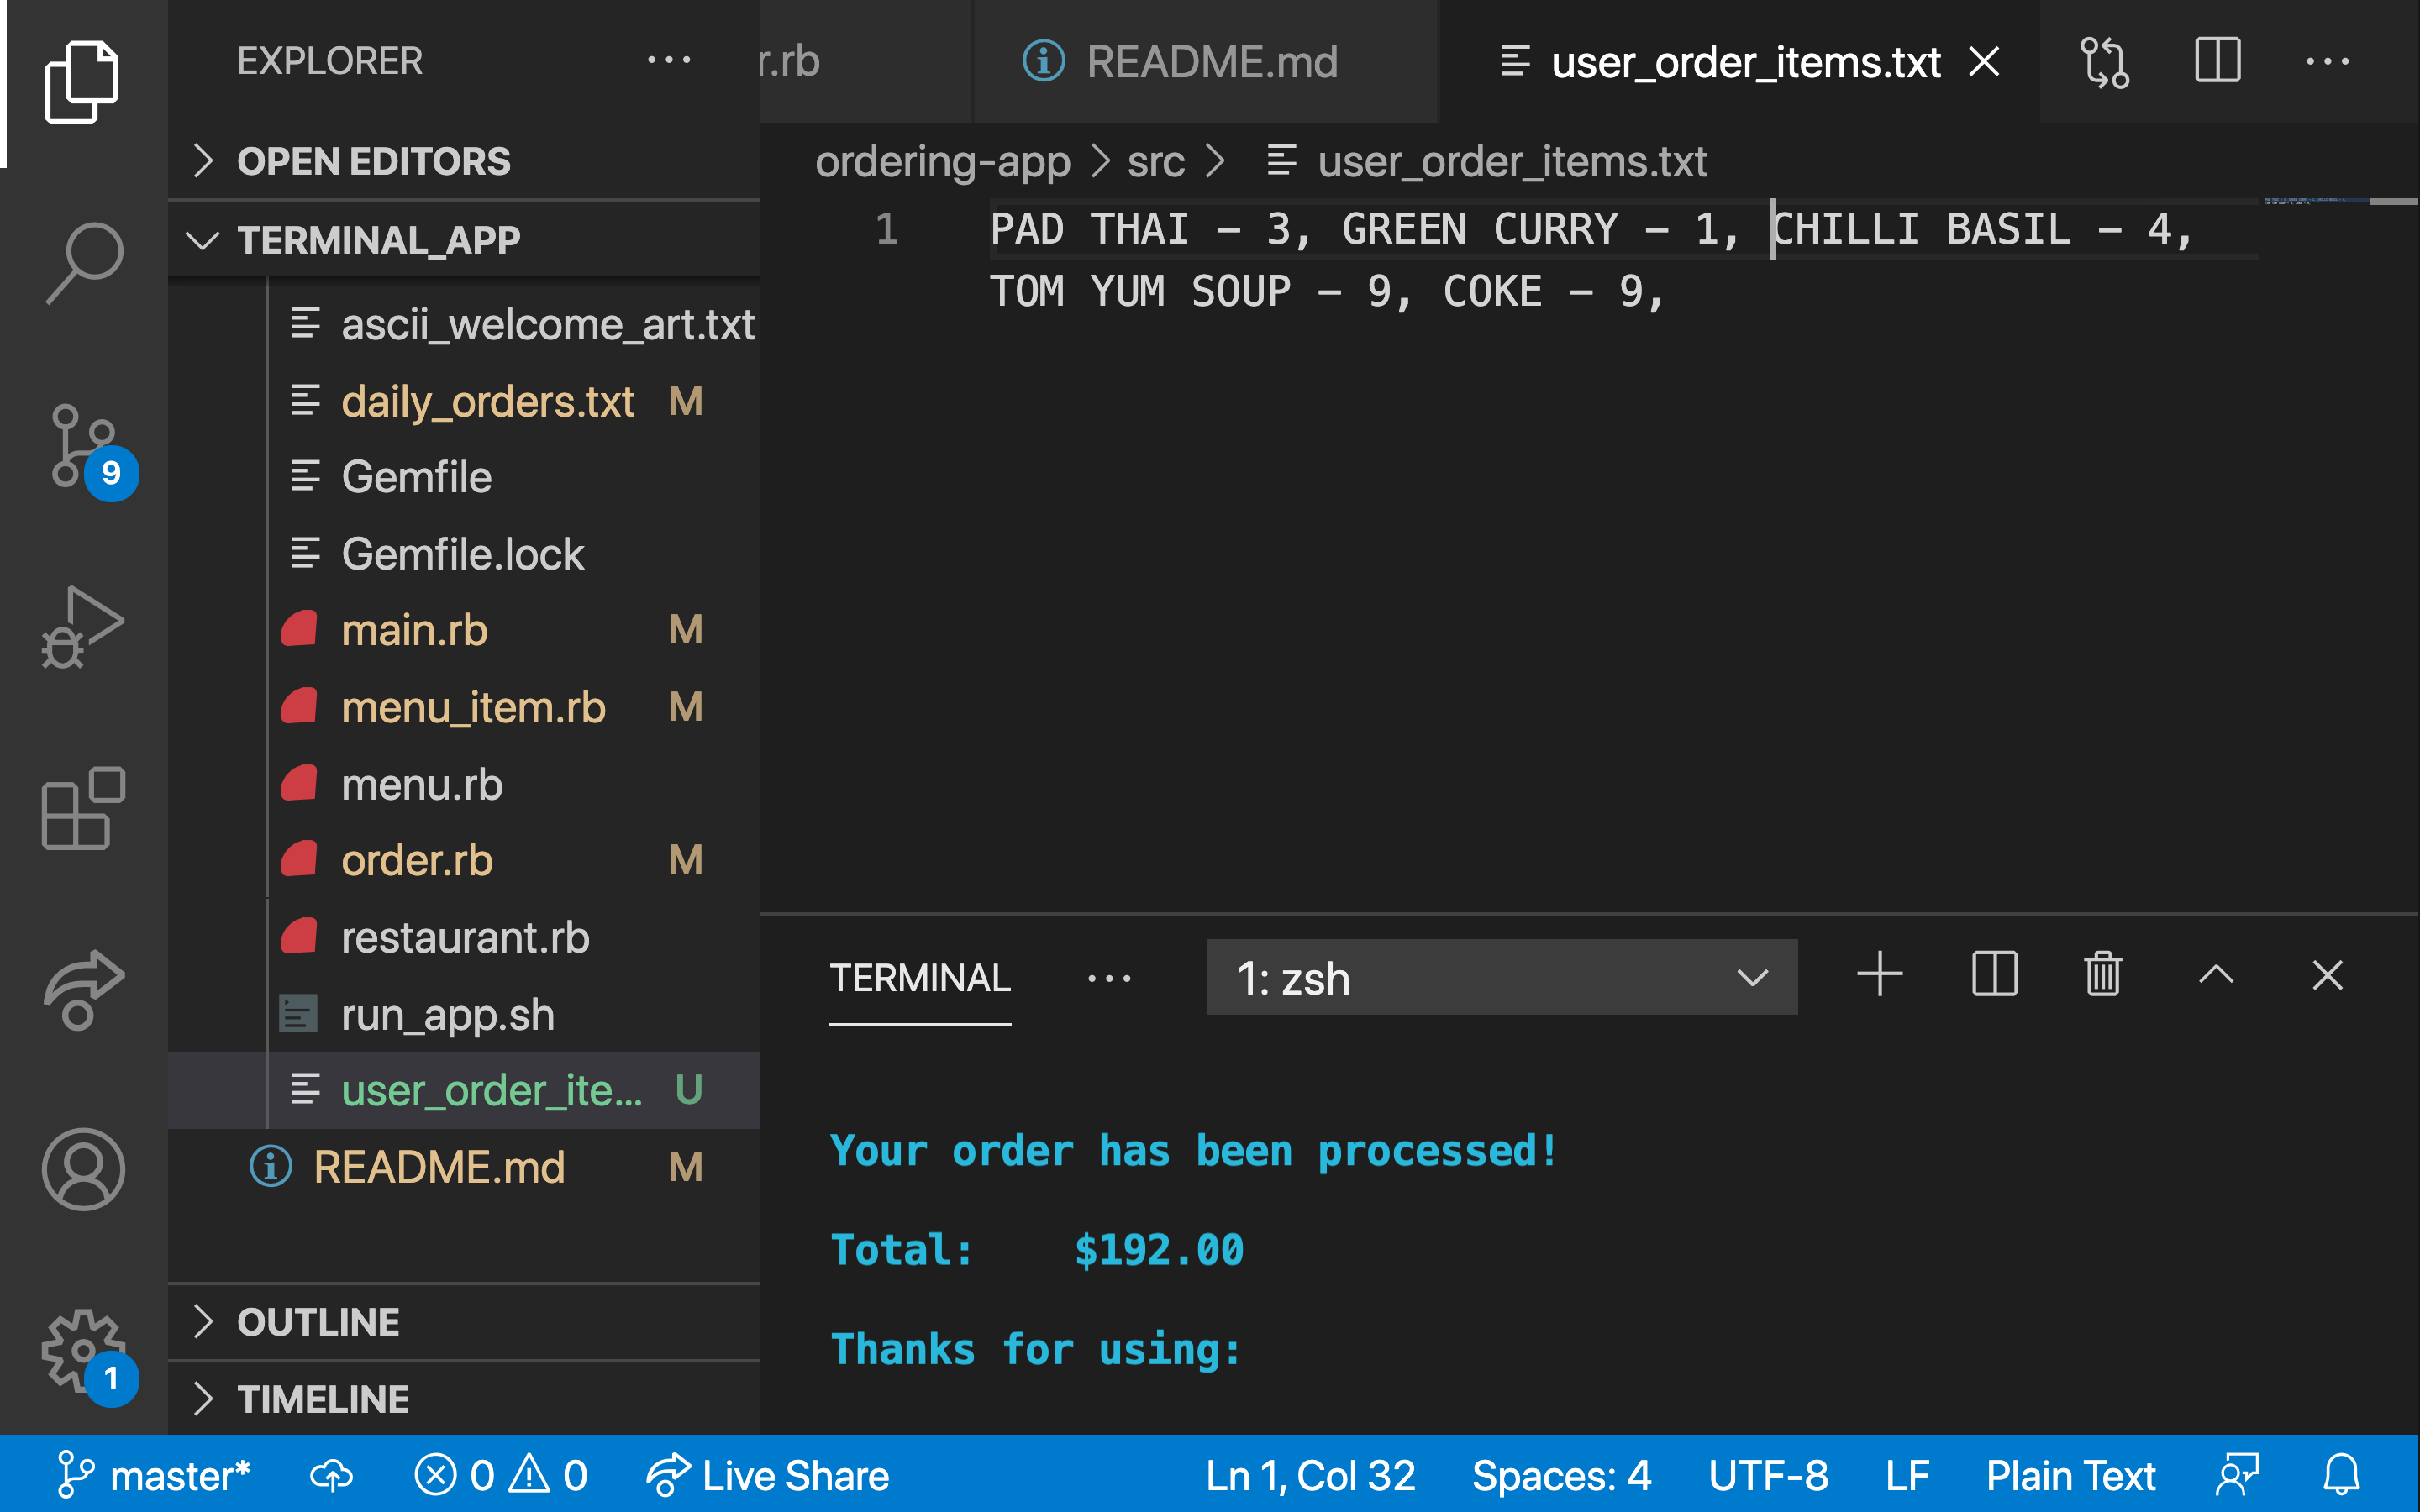 EXPLORER
OPEN EDITORS
TERMINAL_APP
ascii_welcome_art.txt
daily_orders.txt M
Gemfile
Gemfile.lock
main.rb M
menu_item.rb M
menu.rb
order.rb M
restaurant.rb
run_app.sh
user_order_ite... U
README.md M
OUTLINE
TIMELINE
9
1
r.rb README.md user_order_items.txt
ordering-app > src > user_order_items.txt
1 PAD THAI - 3, GREEN CURRY - 1, CHILLI BASIL - 4,
TOM YUM SOUP - 9, COKE - 9,
TERMINAL ... 1: zsh
Your order has been processed!
Total: $192.00
Thanks for using:
master* 0 0 Live Share Ln 1, Col 32 Spaces: 4 UTF-8 LF Plain Text